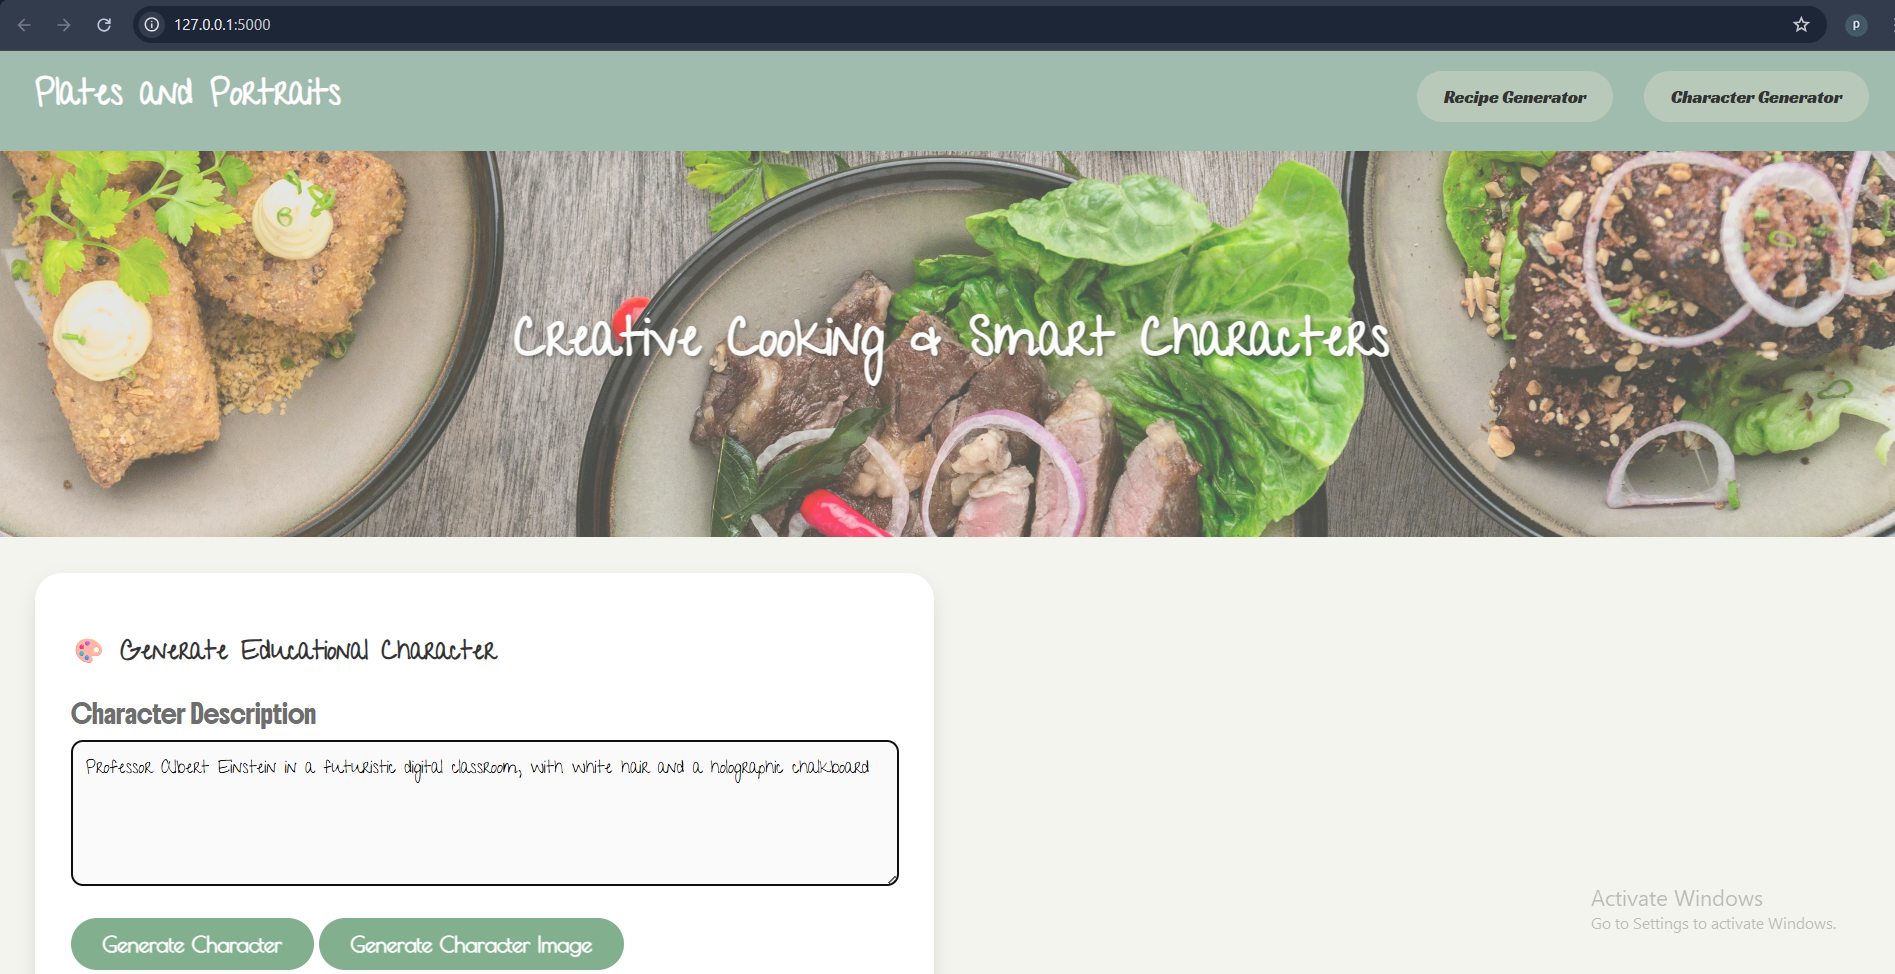 127.0.0.1:5000
p
Plates and Portraits
Recipe Generator
Character Generator
Creative Cooking & Smart Characters
Generate Educational Character
Character Description
Professor Albert Einstein in a futuristic digital classroom, with white hair and a holographic chalkboard
Generate Character
Generate Character Image
Activate Windows
Go to Settings to activate Windows.